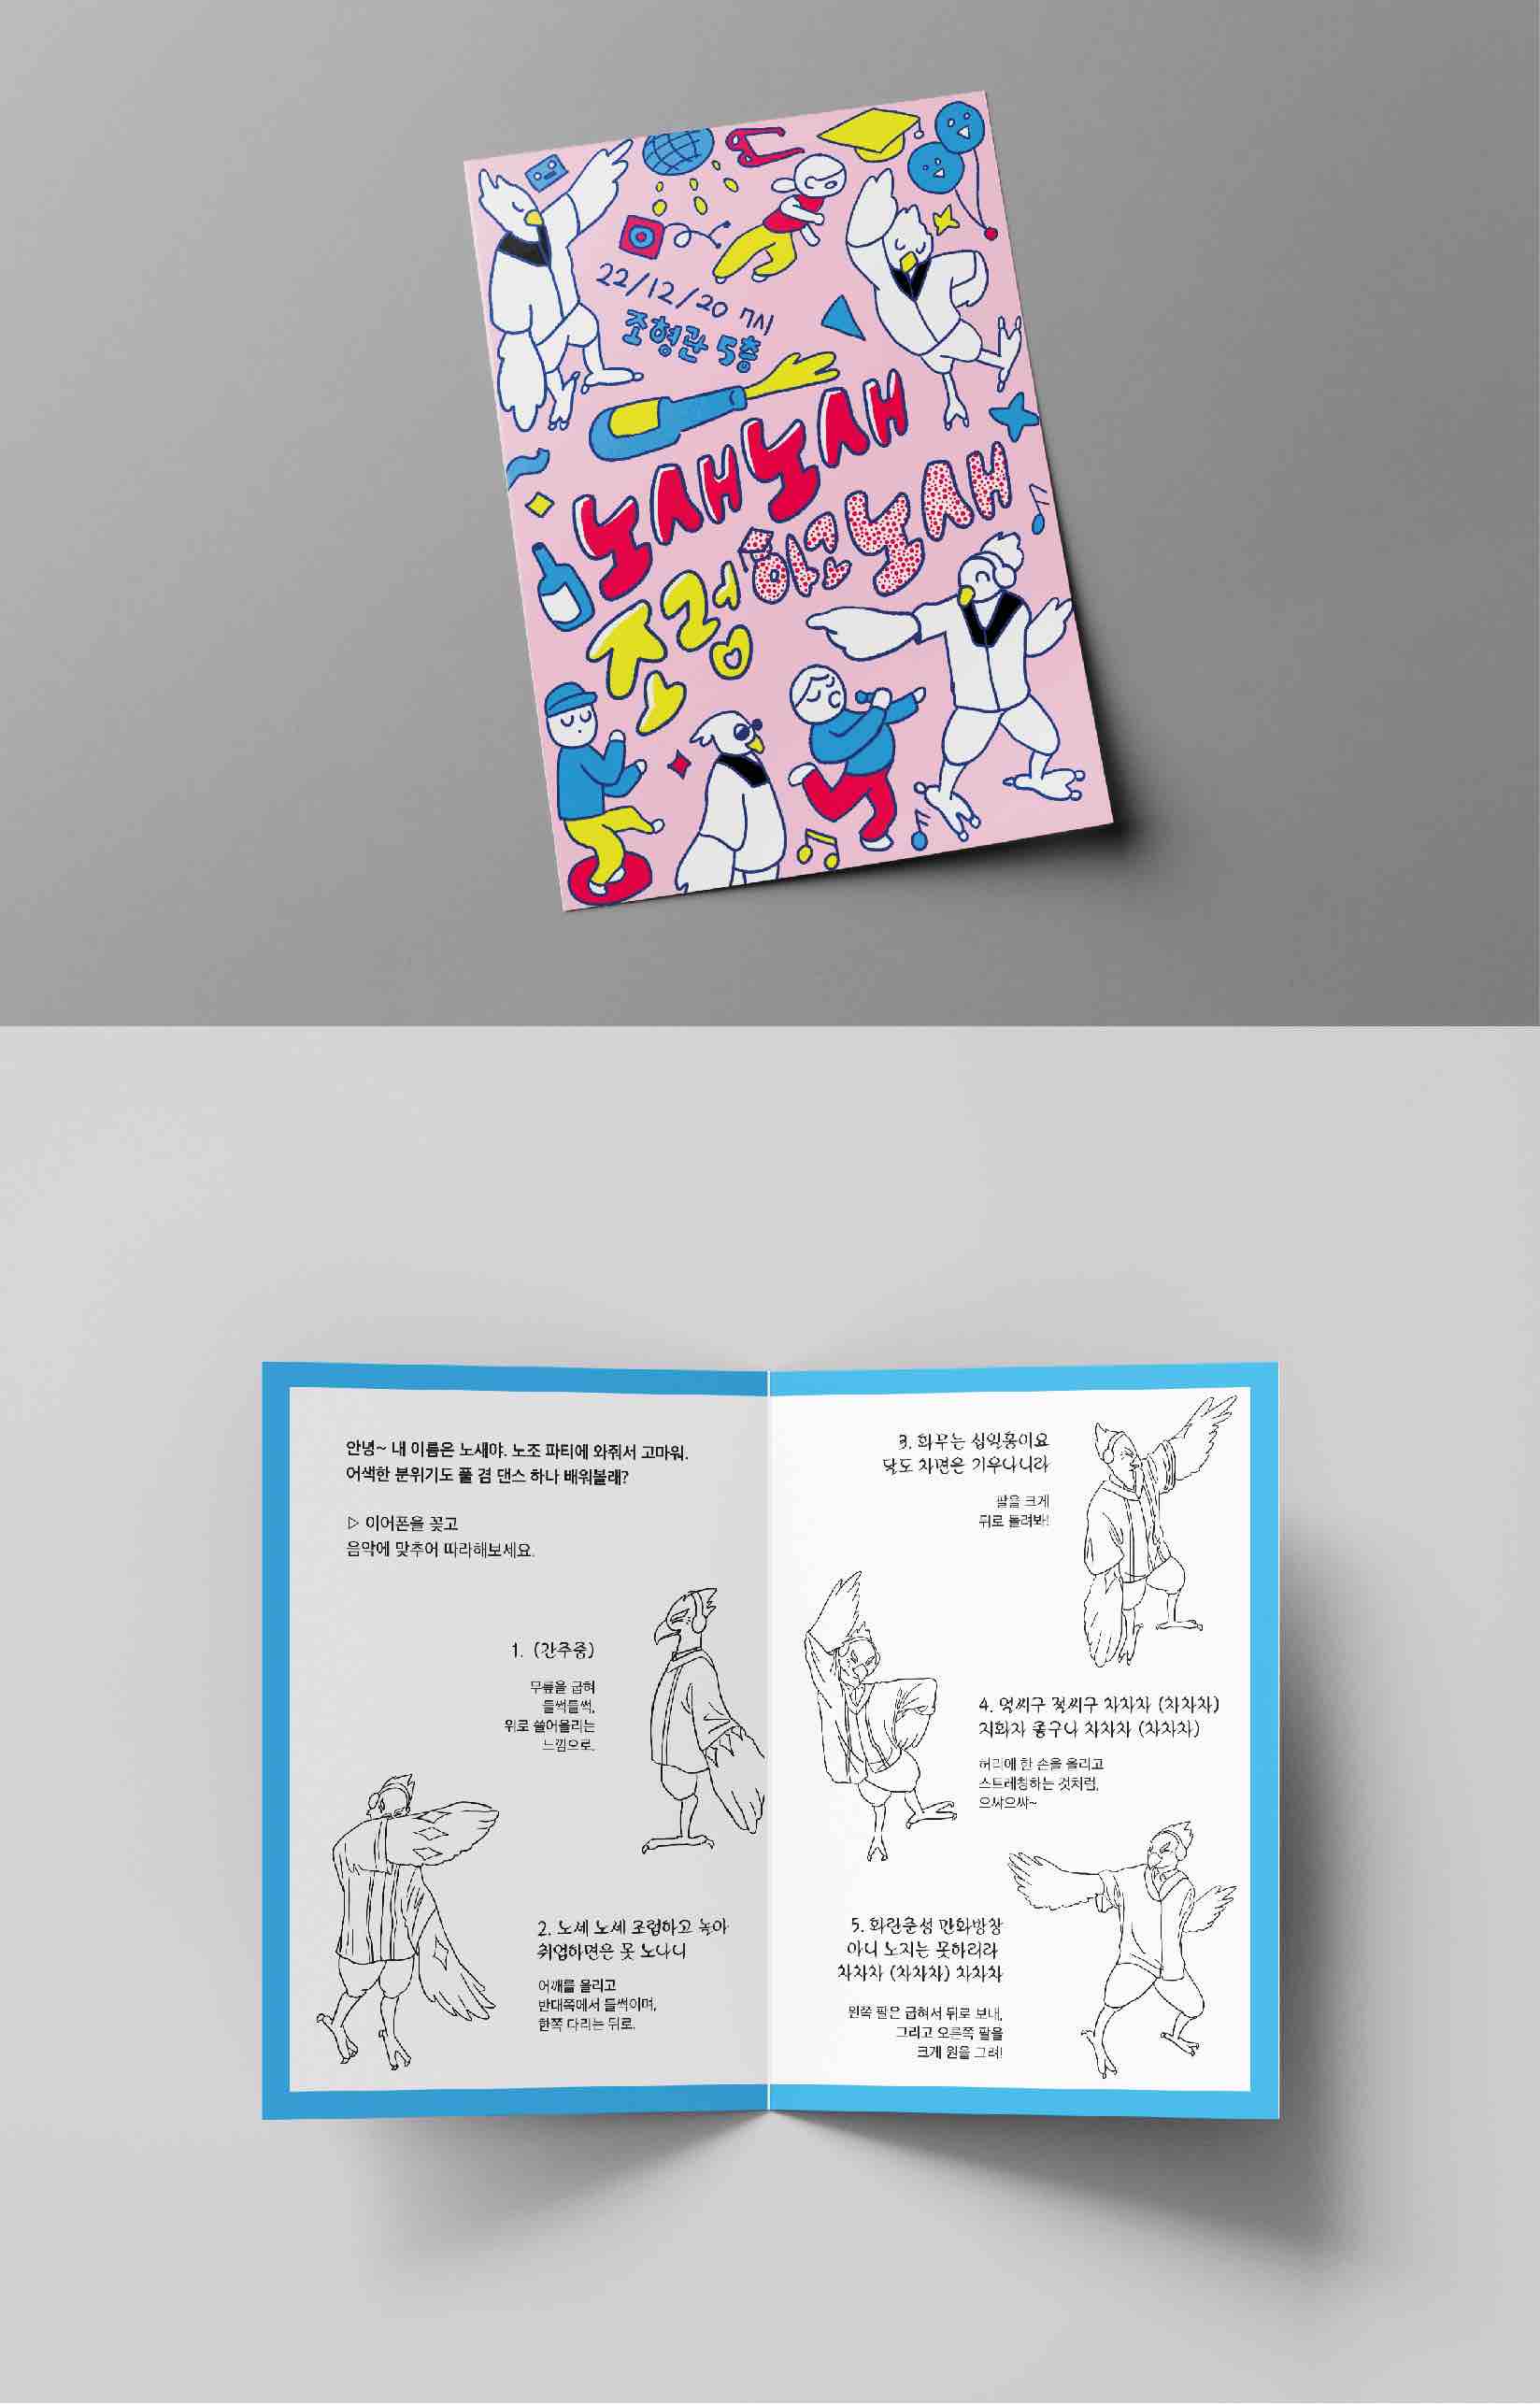 22/12/20 7시
조형관 5층
노새노새
조럽하고노새
안녕~ 내 이름은 노새야. 노조 파티에 와줘서 고마워.
어색한 분위기도 풀 겸 댄스 하나 배워볼래?
▷ 이어폰을 꽂고
음악에 맞추어 따라해보세요.
1. (간주중)
무릎을 굽혀
들썩들썩,
위로 쓸어올리는
느낌으로.
2. 노세 노세 조럽하고 놀아
취업하면은 못 노나니
어깨를 올리고
반대쪽에서 들썩이며,
한쪽 다리는 뒤로.
3. 화무는 십일홍이요
달도 차면은 기우나니라
팔을 크게
뒤로 돌려봐!
4. 얼씨구 절씨구 차차차 (차차차)
지화자 좋구나 차차차 (차차차)
허리에 한 손을 올리고
스트레칭하는 것처럼,
으쌰으쌰~
5. 화란춘성 만화방창
아니 노지는 못하리라
차차차 (차차차) 차차차
왼쪽 팔은 굽혀서 뒤로 보내,
그리고 오른쪽 팔을
크게 원을 그려!